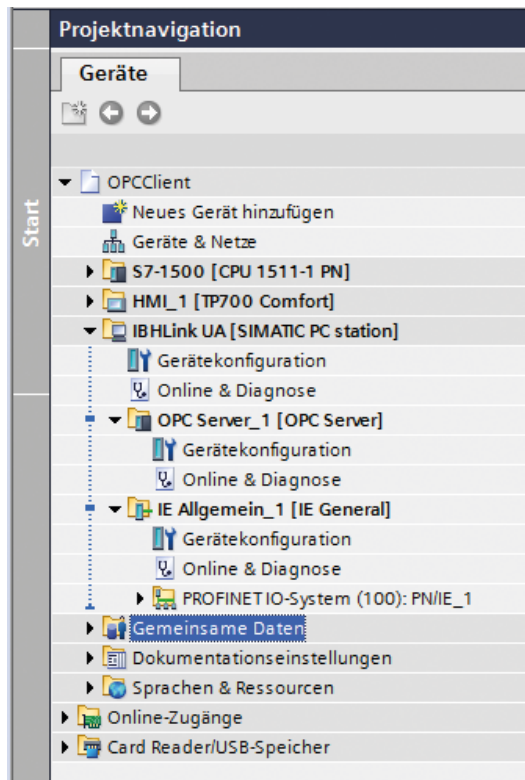 Projektnavigation
Geräte
Start
OPCClient
Neues Gerät hinzufügen
Geräte & Netze
S7-1500 [CPU 1511-1 PN]
HMI_1 [TP700 Comfort]
IBHLink UA [SIMATIC PC station]
Gerätekonfiguration
Online & Diagnose
OPC Server_1 [OPC Server]
Gerätekonfiguration
Online & Diagnose
IE Allgemein_1 [IE General]
Gerätekonfiguration
Online & Diagnose
PROFINET IO-System (100): PN/IE_1
Gemeinsame Daten
Dokumentationseinstellungen
Sprachen & Ressourcen
Online-Zugänge
Card Reader/USB-Speicher